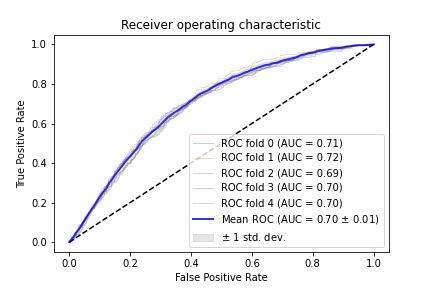 Receiver operating characteristic
True Positive Rate
1.0
0.8
0.6
0.4
0.2
0.0
ROC fold 0 (AUC = 0.71)
ROC fold 1 (AUC = 0.72)
ROC fold 2 (AUC = 0.69)
ROC fold 3 (AUC = 0.70)
ROC fold 4 (AUC = 0.70)
Mean ROC (AUC = 0.70 ± 0.01)
± 1 std. dev.
0.0 0.2 0.4 0.6 0.8 1.0
False Positive Rate